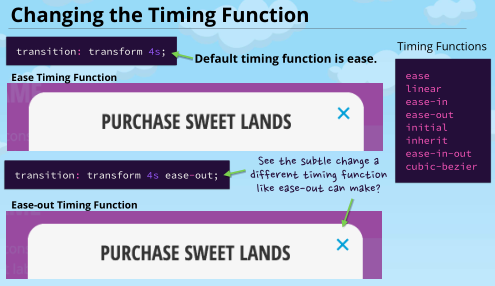 Changing the Timing Function
transition: transform 4s;
Default timing function is ease.
Ease Timing Function
PURCHASE SWEET LANDS
×
transition: transform 4s ease-out;
See the subtle change a
different timing function
like ease-out can make?
Ease-out Timing Function
PURCHASE SWEET LANDS
×
Timing Functions
ease
linear
ease-in
ease-out
initial
inherit
ease-in-out
cubic-bezier